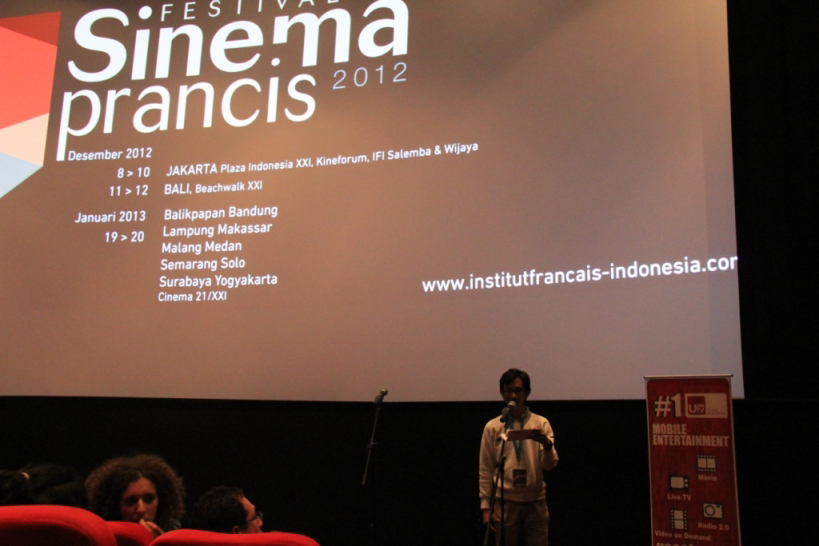 FESTIVAL
Sinema
prancis 2012
Desember 2012
8 > 10 JAKARTA Plaza Indonesia XXI, Kineforum, IFI Salemba & Wijaya
11 > 12 BALI, Beachwalk XXI
Januari 2013 Balikpapan Bandung
19 > 20 Lampung Makassar
Malang Medan
Semarang Solo
Surabaya Yogyakarta
Cinema 21/XXI
www.institutfrancais-indonesia.com
#1
MOBILE
ENTERTAINMENT
Movie
Live TV
Radio 2.0
Video on Demand